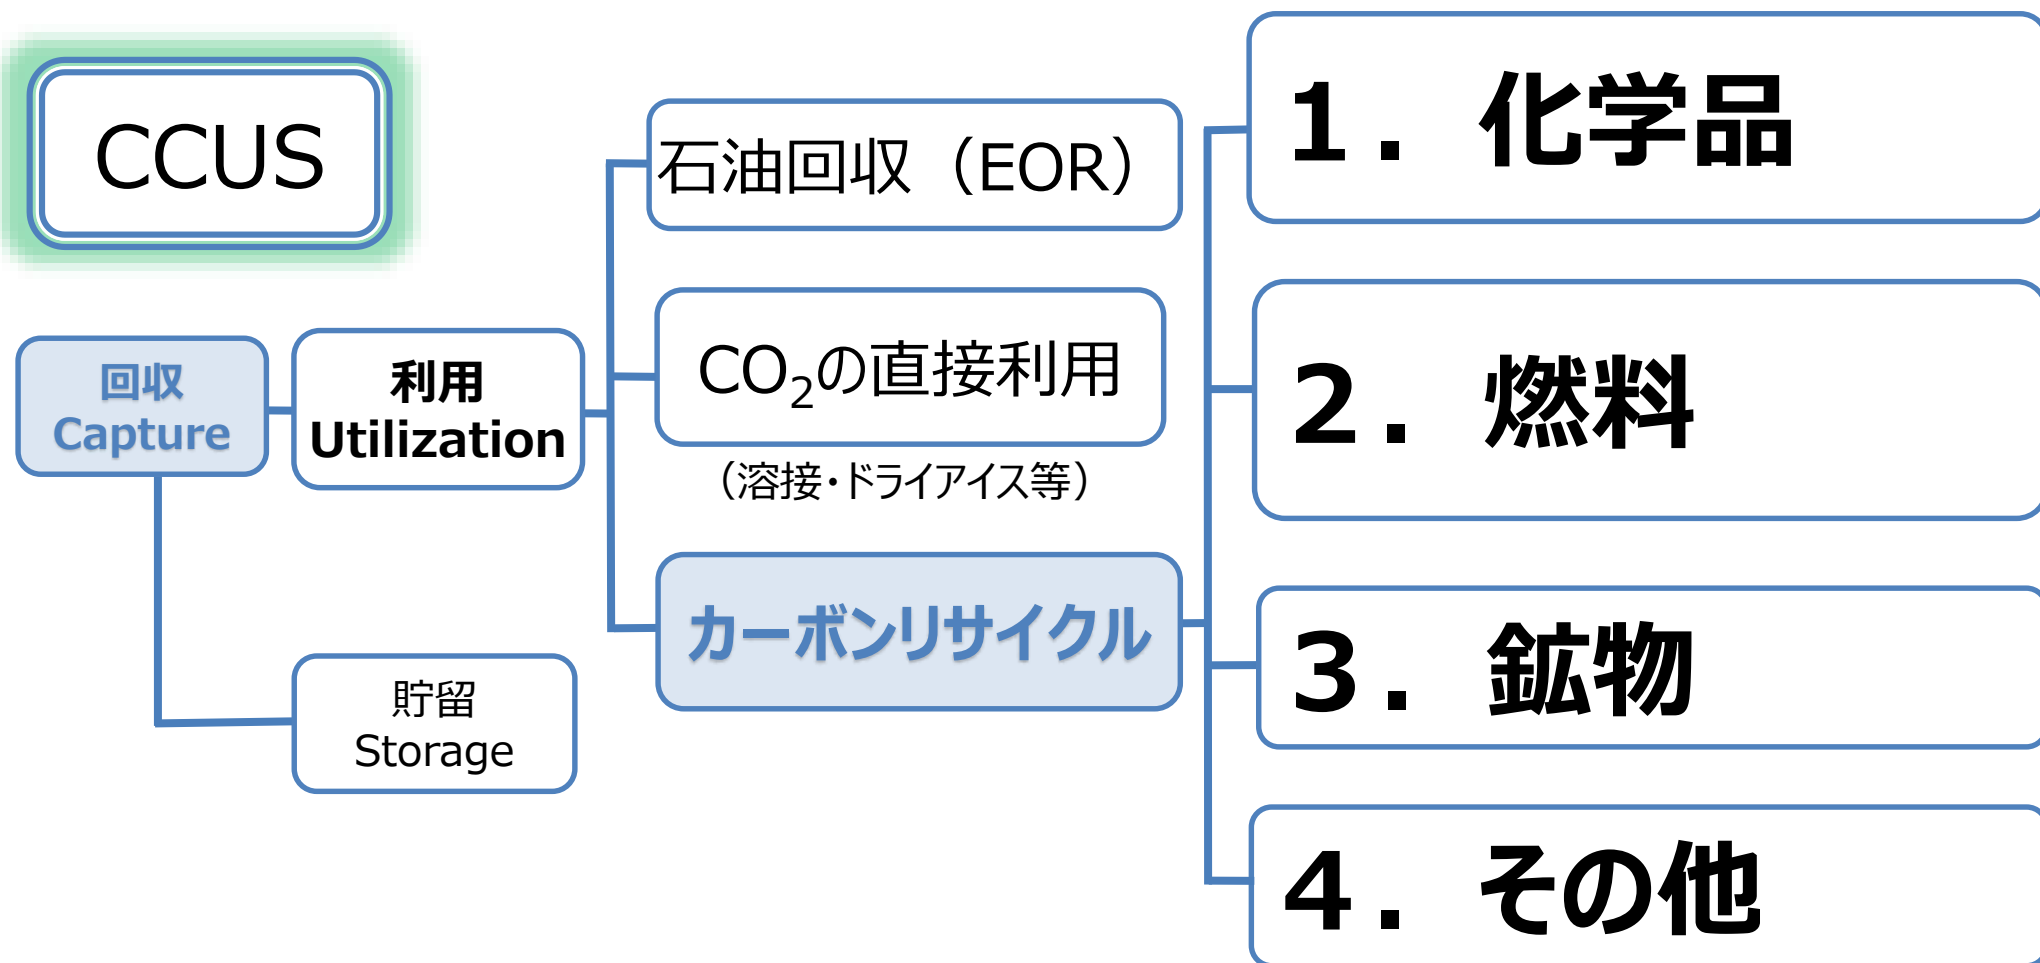 CCUS
回収
Capture
利用
Utilization
貯留
Storage
石油回収（EOR）
CO₂の直接利用
（溶接・ドライアイス等）
カーボンリサイクル
１．化学品
２．燃料
３．鉱物
４．その他